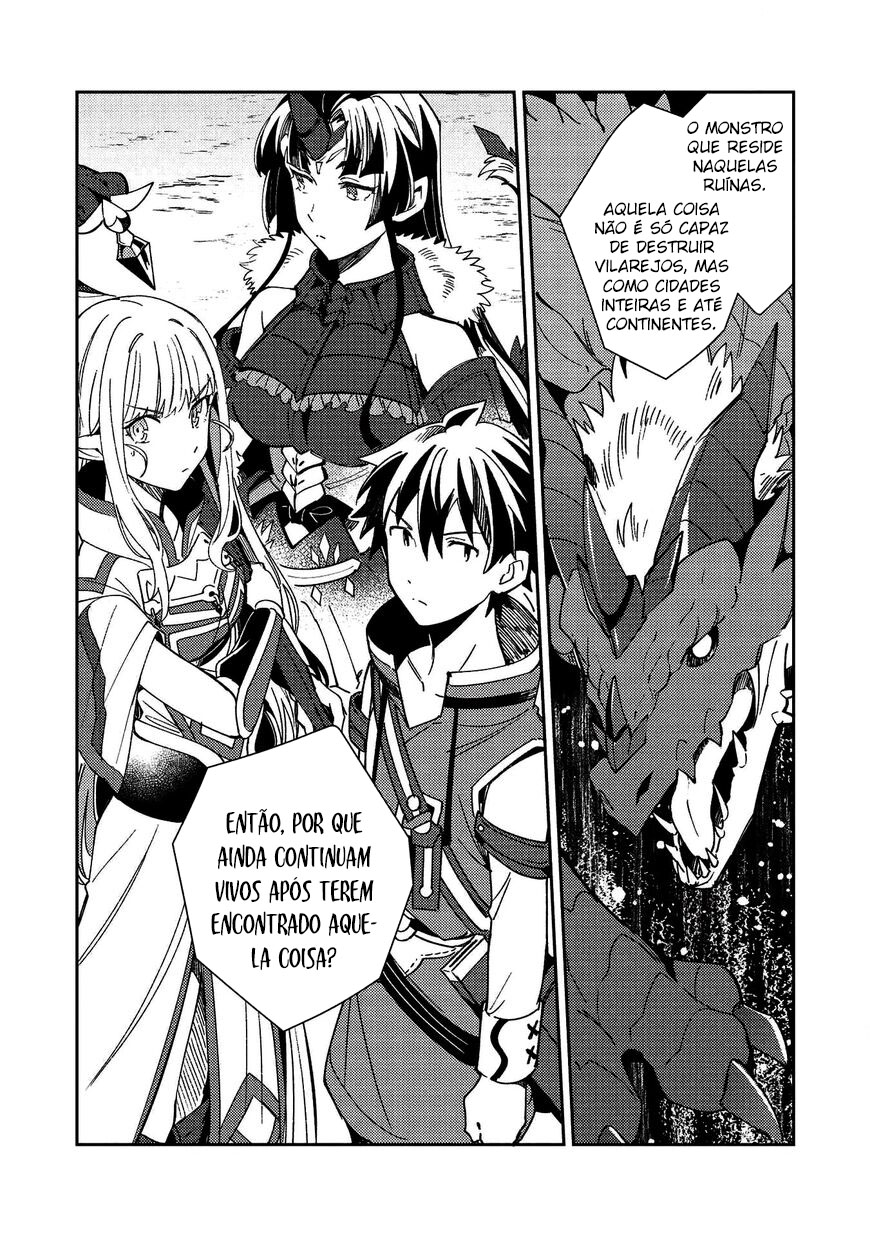 O MONSTRO
QUE RESIDE
NAQUELAS
RUÍNAS.
AQUELA COISA
NÃO É SÓ CAPAZ
DE DESTRUIR
VILAREJOS, MAS
COMO CIDADES
INTEIRAS E ATÉ
CONTINENTES.
ENTÃO, POR QUE
AINDA CONTINUAM
VIVOS APÓS TEREM
ENCONTRADO AQUE-
LA COISA?